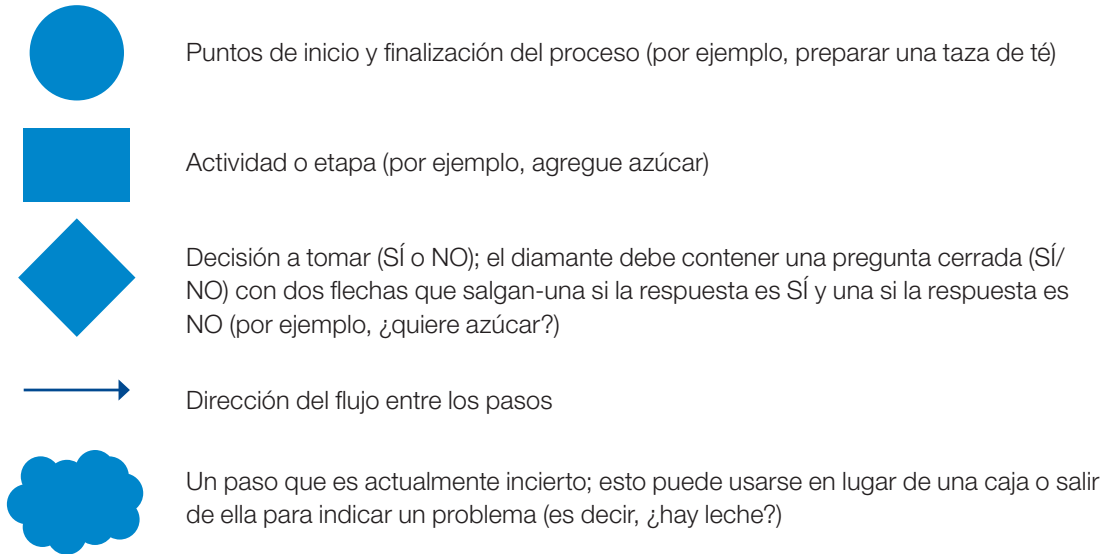 Puntos de inicio y finalización del proceso (por ejemplo, preparar una taza de té)
Actividad o etapa (por ejemplo, agregue azúcar)
Decisión a tomar (SÍ o NO); el diamante debe contener una pregunta cerrada (SÍ/
NO) con dos flechas que salgan-una si la respuesta es SÍ y una si la respuesta es
NO (por ejemplo, ¿quiere azúcar?)
Dirección del flujo entre los pasos
Un paso que es actualmente incierto; esto puede usarse en lugar de una caja o salir
de ella para indicar un problema (es decir, ¿hay leche?)